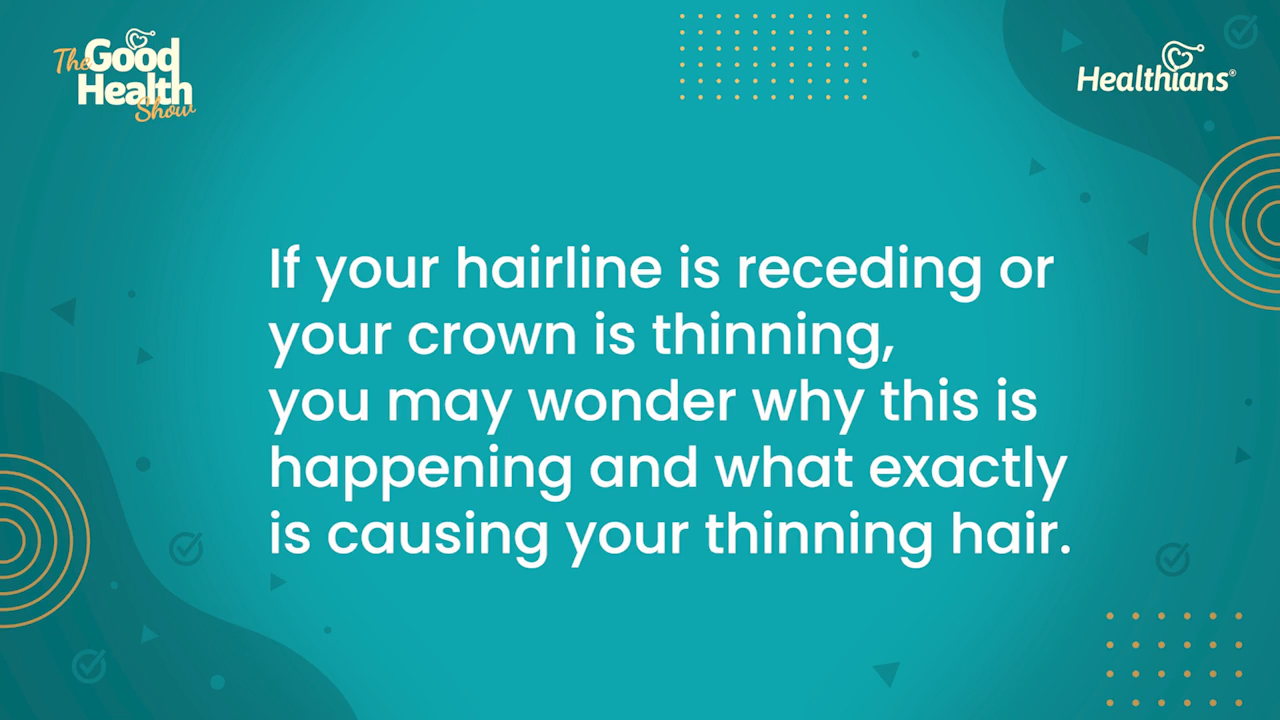 The Good
Health
Show
Healthians®
If your hairline is receding or
your crown is thinning,
you may wonder why this is
happening and what exactly
is causing your thinning hair.